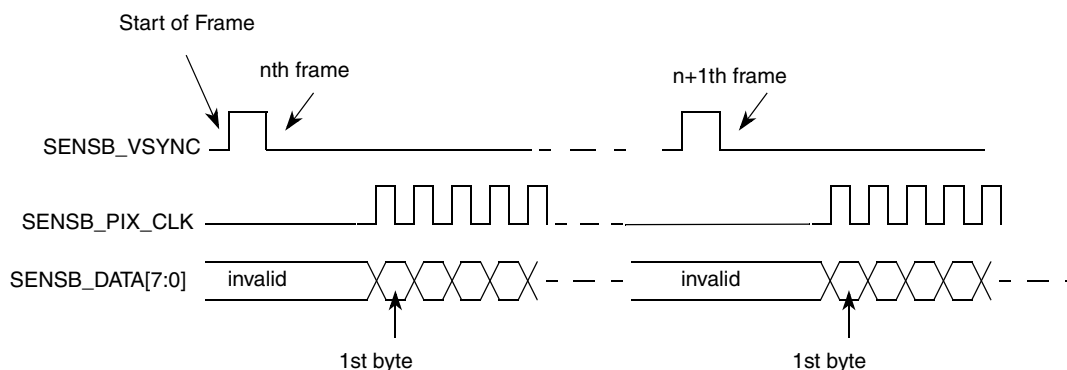 Start of Frame
nth frame
n+1th frame
SENSB_VSYNC
SENSB_PIX_CLK
SENSB_DATA[7:0]
invalid
invalid
1st byte
1st byte